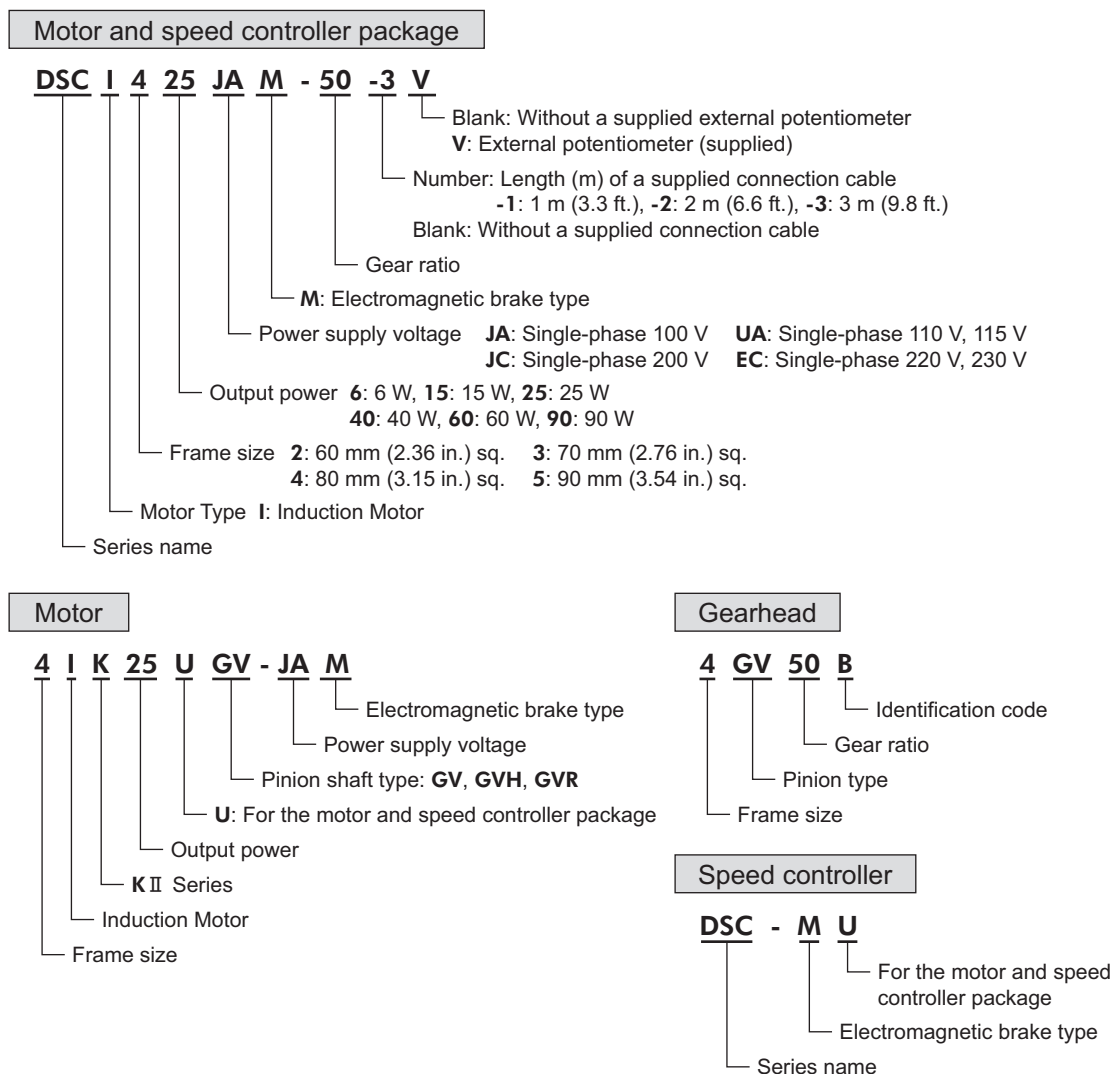 Motor and speed controller package
DSC I 4 25 JA M - 50 -3 V
Blank: Without a supplied external potentiometer
V: External potentiometer (supplied)
Number: Length (m) of a supplied connection cable
-1: 1 m (3.3 ft.), -2: 2 m (6.6 ft.), -3: 3 m (9.8 ft.)
Blank: Without a supplied connection cable
Gear ratio
M: Electromagnetic brake type
Power supply voltage JA: Single-phase 100 V UA: Single-phase 110 V, 115 V
JC: Single-phase 200 V EC: Single-phase 220 V, 230 V
Output power 6: 6 W, 15: 15 W, 25: 25 W
40: 40 W, 60: 60 W, 90: 90 W
Frame size 2: 60 mm (2.36 in.) sq. 3: 70 mm (2.76 in.) sq.
4: 80 mm (3.15 in.) sq. 5: 90 mm (3.54 in.) sq.
Motor Type I: Induction Motor
Series name
Motor
4 I K 25 U GV - JA M
Electromagnetic brake type
Power supply voltage
Pinion shaft type: GV, GVH, GVR
U: For the motor and speed controller package
Output power
KⅡ Series
Induction Motor
Frame size
Gearhead
4 GV 50 B
Identification code
Gear ratio
Pinion type
Frame size
Speed controller
DSC - M U
For the motor and speed
controller package
Electromagnetic brake type
Series name